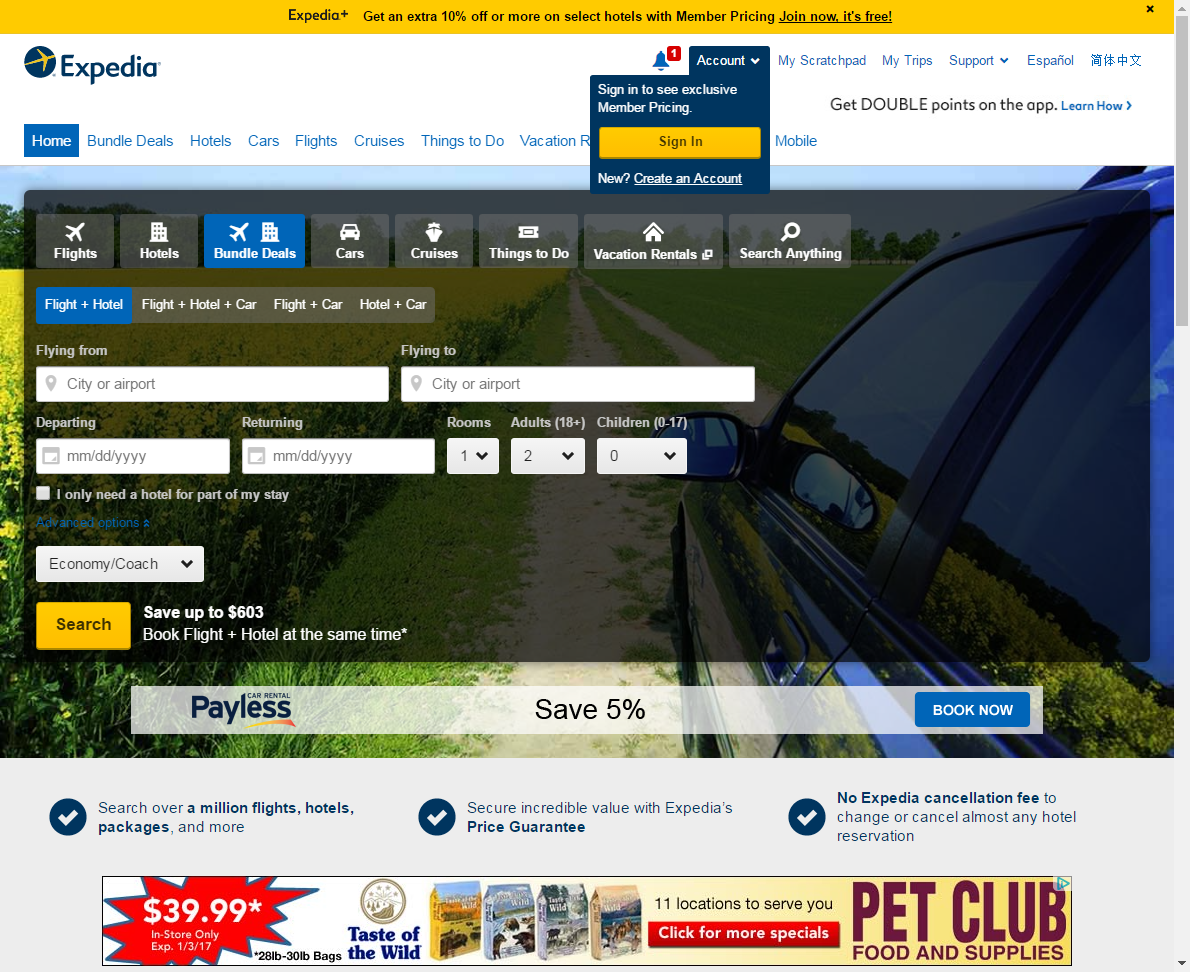 Expedia+ Get an extra 10% off or more on select hotels with Member Pricing Join now, it's free!
Expedia
1
Account
My Scratchpad
My Trips
Support
Español
简体中文
Sign in to see exclusive
Member Pricing.
Sign In
New? Create an Account
Get DOUBLE points on the app. Learn How
Home
Bundle Deals
Hotels
Cars
Flights
Cruises
Things to Do
Vacation R
Mobile
Flights
Hotels
Bundle Deals
Cars
Cruises
Things to Do
Vacation Rentals
Search Anything
Flight + Hotel
Flight + Hotel + Car
Flight + Car
Hotel + Car
Flying from
Flying to
City or airport
City or airport
Departing
Returning
Rooms
Adults (18+)
Children (0-17)
mm/dd/yyyy
mm/dd/yyyy
1
2
0
I only need a hotel for part of my stay
Advanced options
Economy/Coach
Search
Save up to $603
Book Flight + Hotel at the same time*
CAR RENTAL
Payless
Save 5%
BOOK NOW
Search over a million flights, hotels,
packages, and more
Secure incredible value with Expedia's
Price Guarantee
No Expedia cancellation fee to
change or cancel almost any hotel
reservation
$39.99*
In-Store Only
Exp. 1/3/17
*28lb-30lb Bags
Taste of
the Wild
11 locations to serve you
Click for more specials
PET CLUB
FOOD AND SUPPLIES